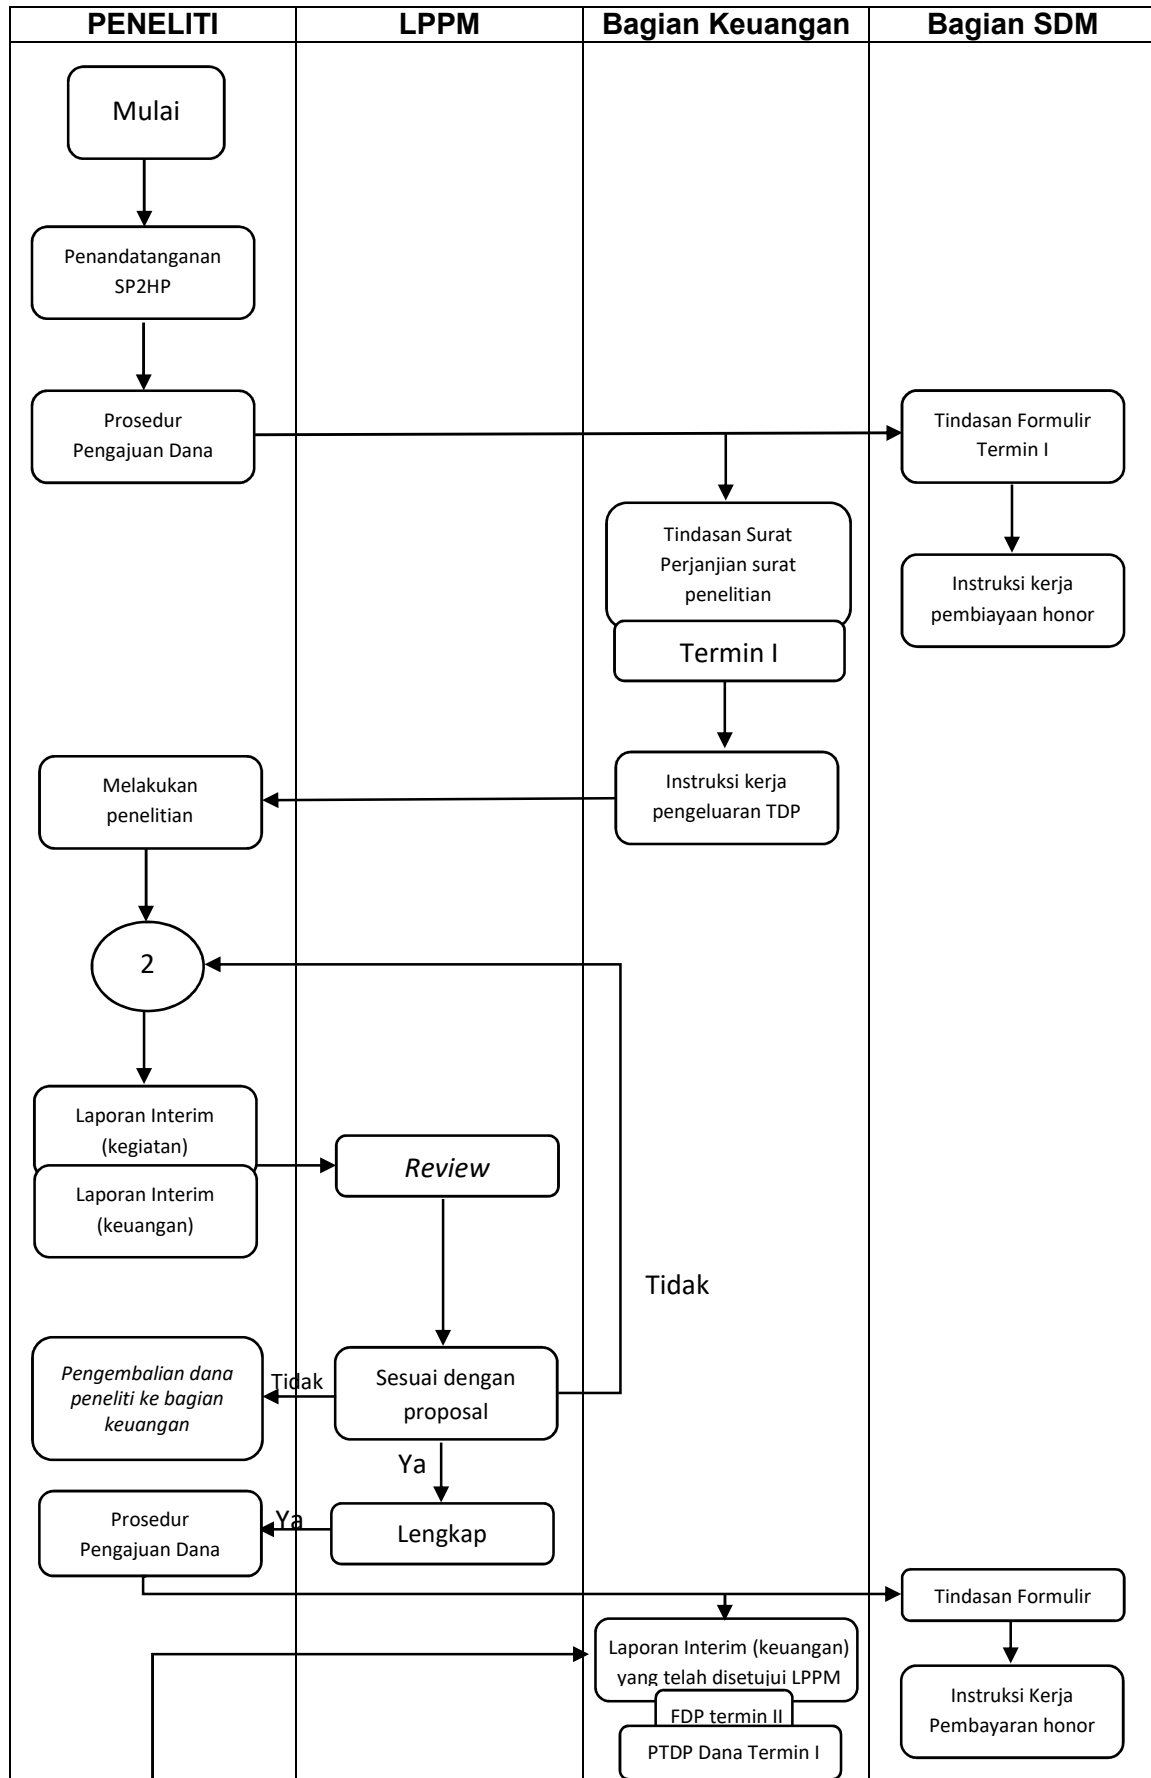 PENELITI
LPPM
Bagian Keuangan
Bagian SDM
Mulai
Penandatanganan
SP2HP
Prosedur
Pengajuan Dana
Tindasan Formulir
Termin I
Tindasan Surat
Perjanjian surat
penelitian
Termin I
Instruksi kerja
pembiayaan honor
Melakukan
penelitian
Instruksi kerja
pengeluaran TDP
2
Laporan Interim
(kegiatan)
Laporan Interim
(keuangan)
Review
Tidak
Pengembalian dana
peneliti ke bagian
keuangan
Tidak
Sesuai dengan
proposal
Ya
Prosedur
Pengajuan Dana
Ya
Lengkap
Tindasan Formulir
Laporan Interim (keuangan)
yang telah disetujui LPPM
FDP termin II
PTDP Dana Termin I
Instruksi Kerja
Pembayaran honor